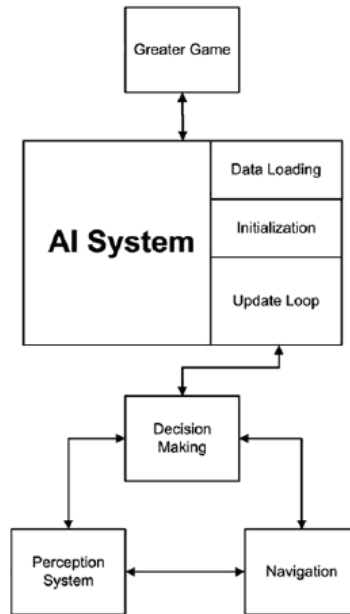 Greater Game
AI System
Data Loading
Initialization
Update Loop
Decision
Making
Perception
System
Navigation